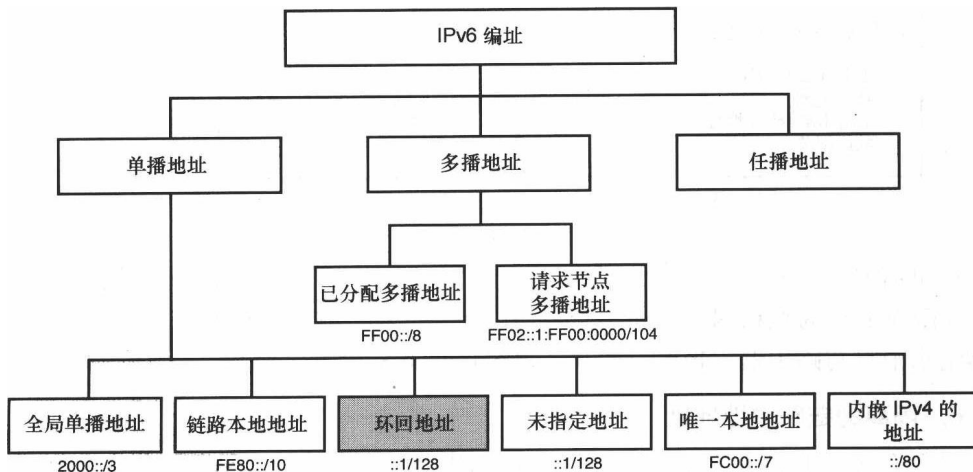 IPv6 编址
单播地址
多播地址
任播地址
已分配多播地址
请求节点
多播地址
FF00::/8
FF02::1:FF00:0000/104
全局单播地址
链路本地地址
环回地址
未指定地址
唯一本地地址
内嵌 IPv4 的
地址
2000::/3
FE80::/10
::1/128
::1/128
FC00::/7
::/80